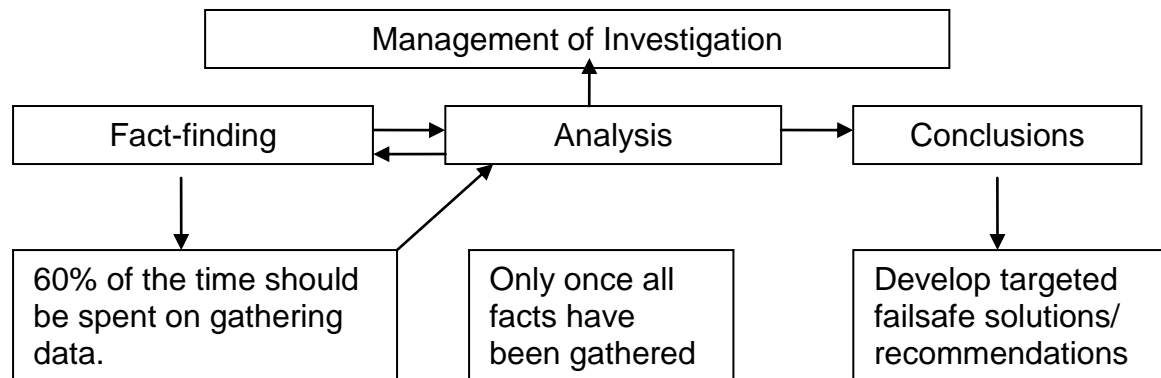 Management of Investigation
Fact-finding
Analysis
Conclusions
60% of the time should
be spent on gathering
data.
Only once all
facts have
been gathered
Develop targeted
failsafe solutions/
recommendations